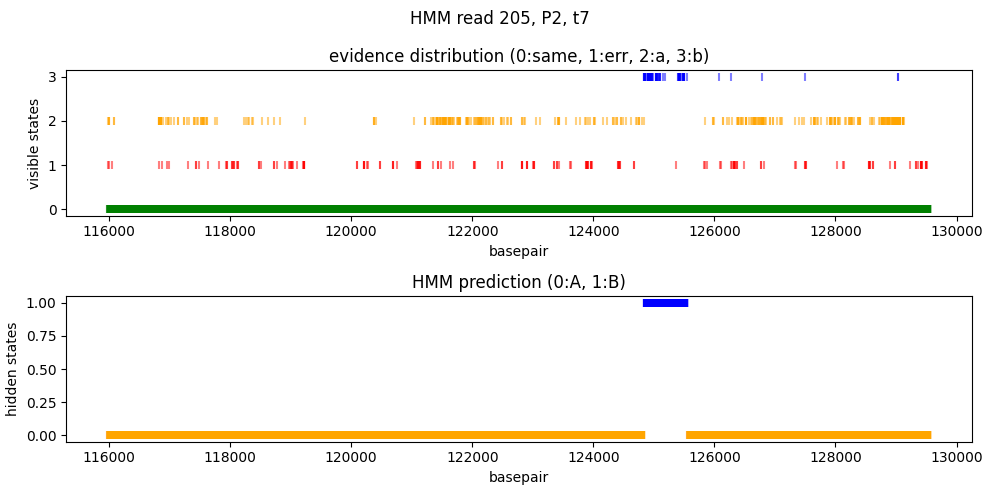 HMM read 205, P2, t7
evidence distribution (0:same, 1:err, 2:a, 3:b)
visible states
3
2
1
0
116000 118000 120000 122000 124000 126000 128000 130000
basepair
HMM prediction (0:A, 1:B)
hidden states
1.00
0.75
0.50
0.25
0.00
116000 118000 120000 122000 124000 126000 128000 130000
basepair